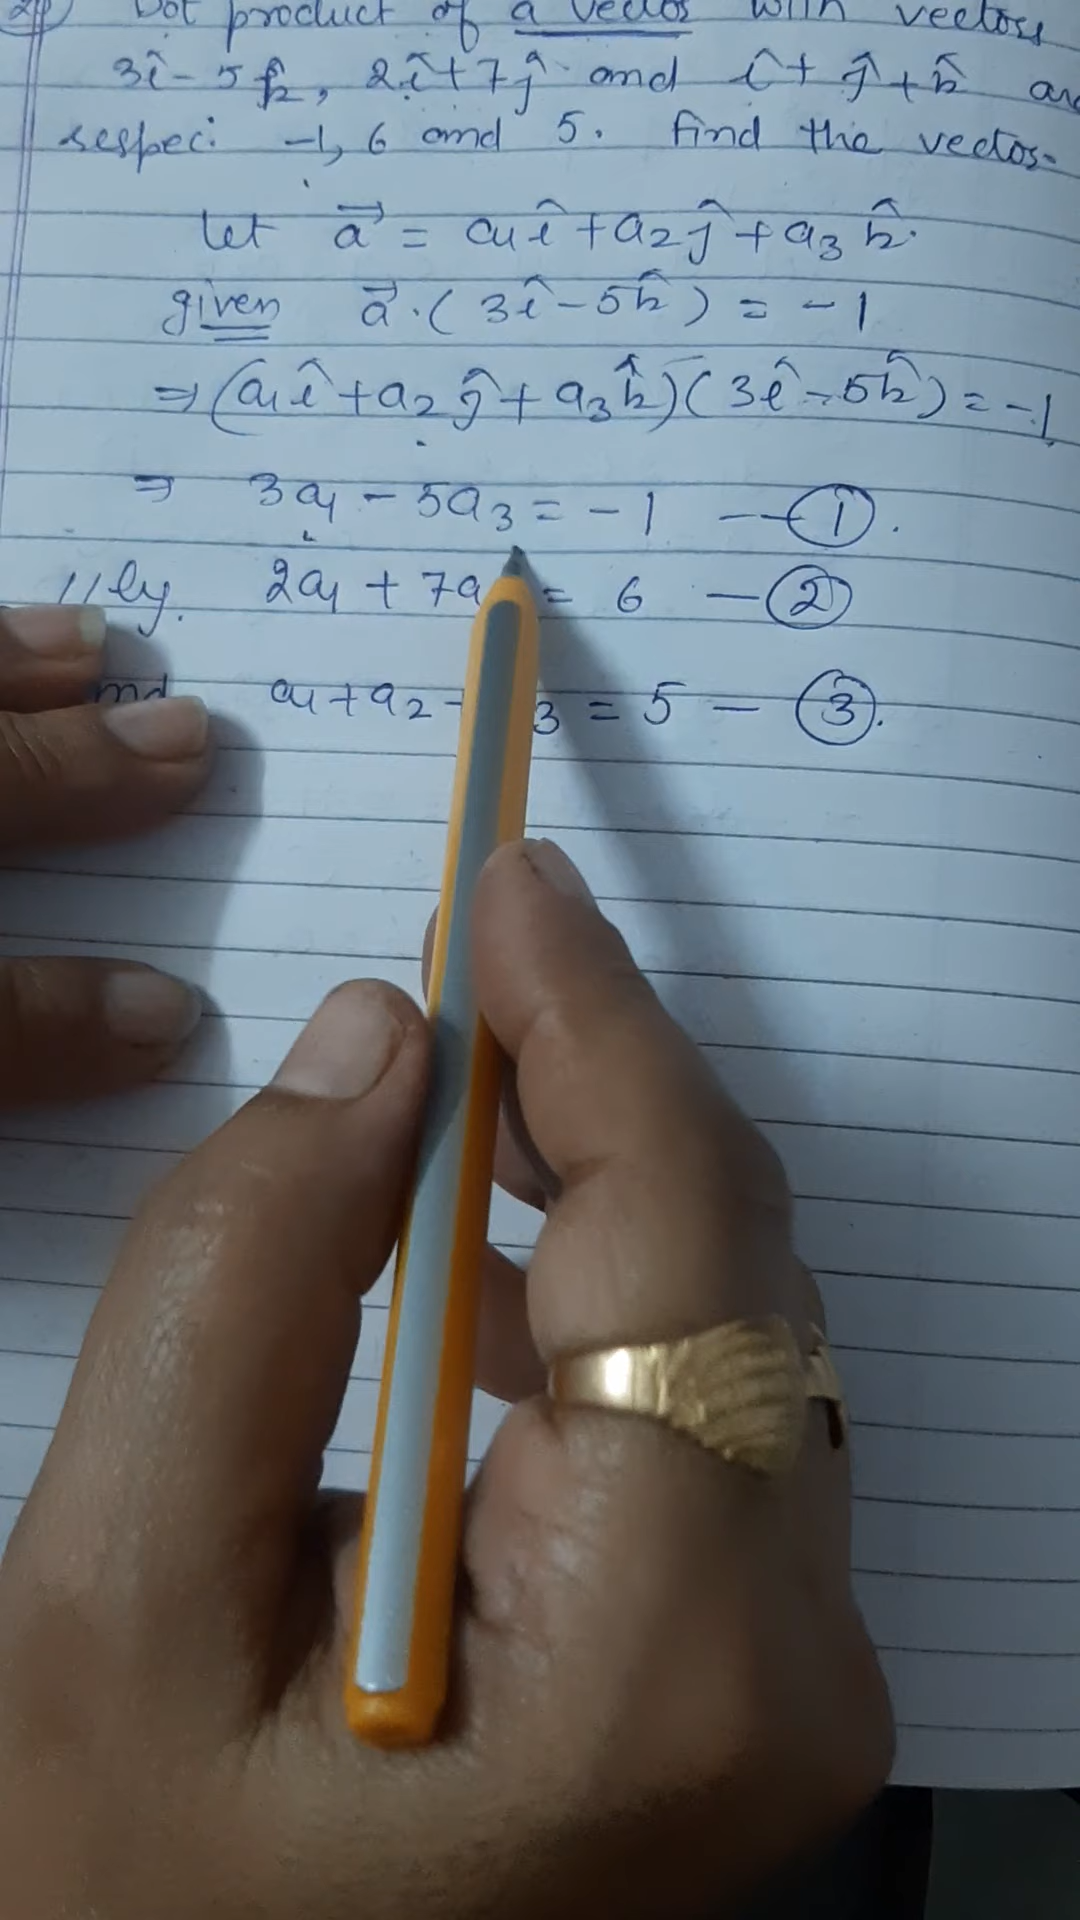 Dot product of a vector with vectors
3î - 5k̂, 2î + 7ĵ and î + ĵ + k̂ are
respec: -1, 6 and 5. find the vector.
let a⃗ = a₁î + a₂ĵ + a₃k̂.
given a⃗.(3î - 5k̂) = -1
⇒ (a₁î + a₂ĵ + a₃k̂)(3î - 5k̂) = -1
⇒ 3a₁ - 5a₃ = -1 — ①.
//ly. 2a₁ + 7a = 6 — ②
and a₁ + a₂ + 3 = 5 — ③.